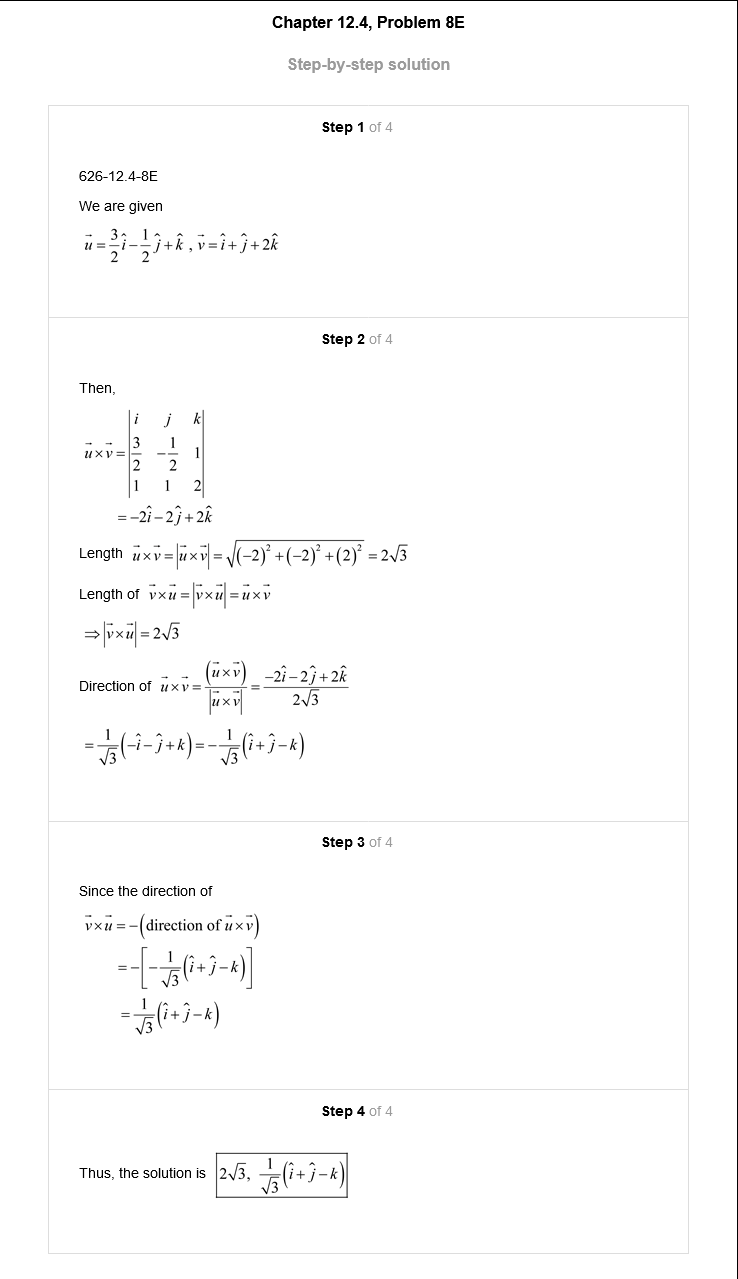 Chapter 12.4, Problem 8E
Step-by-step solution
Step 1 of 4
626-12.4-8E
We are given
$\vec{u}=\frac{3}{2}\hat{i}-\frac{1}{2}\hat{j}+\hat{k}$ , $\vec{v}=\hat{i}+\hat{j}+2\hat{k}$
Step 2 of 4
Then,
$\vec{u}\times\vec{v}=\begin{vmatrix} i & j & k \\ \frac{3}{2} & -\frac{1}{2} & 1 \\ 1 & 1 & 2 \end{vmatrix}$
$=-2\hat{i}-2\hat{j}+2\hat{k}$
Length $\vec{u}\times\vec{v}=\left|\vec{u}\times\vec{v}\right|=\sqrt{(-2)^2+(-2)^2+(2)^2}=2\sqrt{3}$
Length of $\vec{v}\times\vec{u}=\left|\vec{v}\times\vec{u}\right|=\vec{u}\times\vec{v}$
$\Rightarrow\left|\vec{v}\times\vec{u}\right|=2\sqrt{3}$
Direction of $\vec{u}\times\vec{v}=\frac{(\vec{u}\times\vec{v})}{\left|\vec{u}\times\vec{v}\right|}=\frac{-2\hat{i}-2\hat{j}+2\hat{k}}{2\sqrt{3}}$
$=\frac{1}{\sqrt{3}}(-\hat{i}-\hat{j}+k)=-\frac{1}{\sqrt{3}}(\hat{i}+\hat{j}-k)$
Step 3 of 4
Since the direction of
$\vec{v}\times\vec{u}=-(\text{direction of }\vec{u}\times\vec{v})$
$=-\left[-\frac{1}{\sqrt{3}}(\hat{i}+\hat{j}-k)\right]$
$=\frac{1}{\sqrt{3}}(\hat{i}+\hat{j}-k)$
Step 4 of 4
Thus, the solution is $2\sqrt{3},\ \frac{1}{\sqrt{3}}(\hat{i}+\hat{j}-k)$